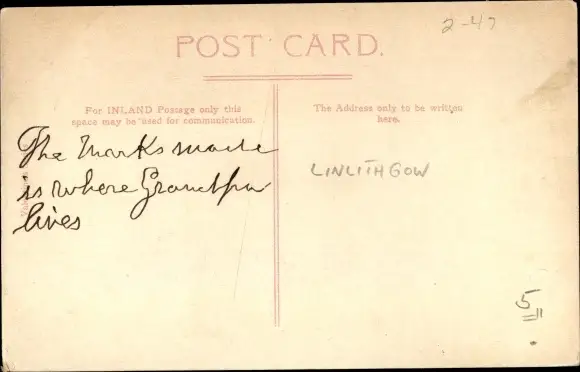 2-47
POST CARD.
For INLAND Postage only this
space may be used for communication.
The Address only to be written
here.
The Marks made
is where Grandpa
lives
LINLITHGOW
5